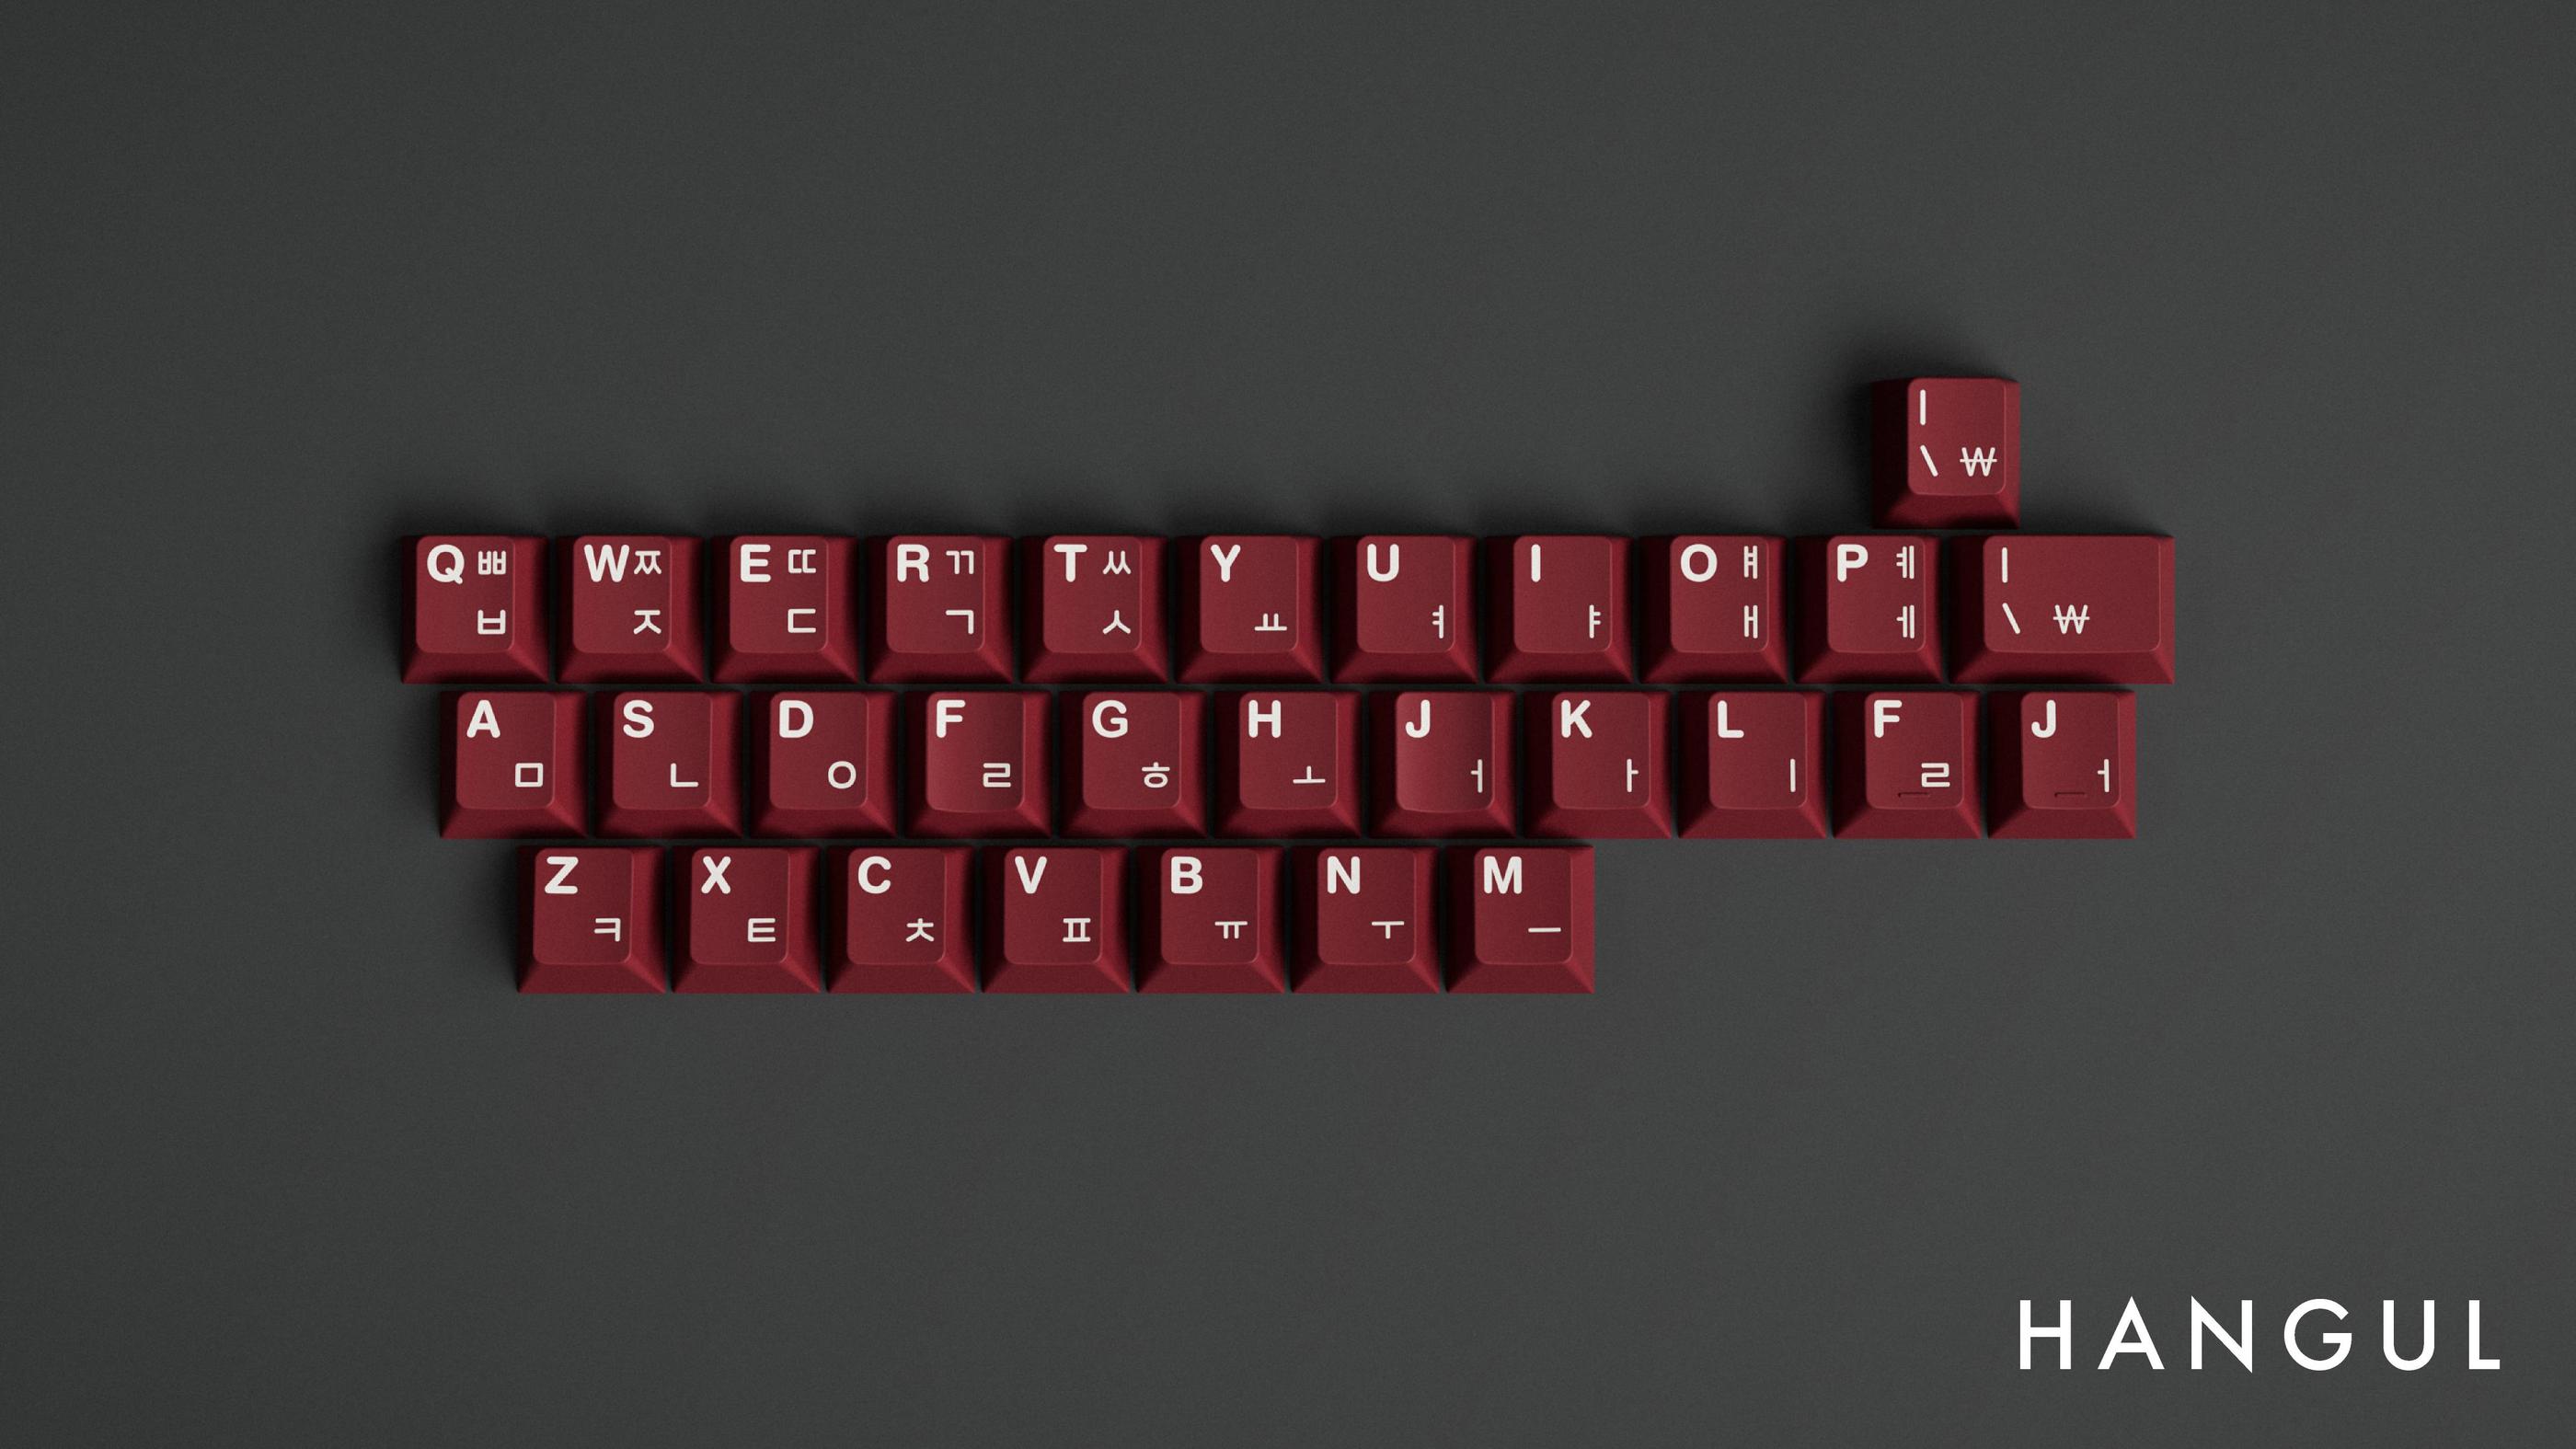 | \ ₩
Q ㅃ ㅂ W ㅉ ㅈ E ㄸ ㄷ R ㄲ ㄱ T ㅆ ㅅ Y ㅛ U ㅕ I ㅑ O ㅒ ㅐ P ㅖ ㅔ | \ ₩
A ㅁ S ㄴ D ㅇ F ㄹ G ㅎ H ㅗ J ㅓ K ㅏ L ㅣ F ㄹ J ㅓ
Z ㅋ X ㅌ C ㅊ V ㅍ B ㅠ N ㅜ M ㅡ
HANGUL